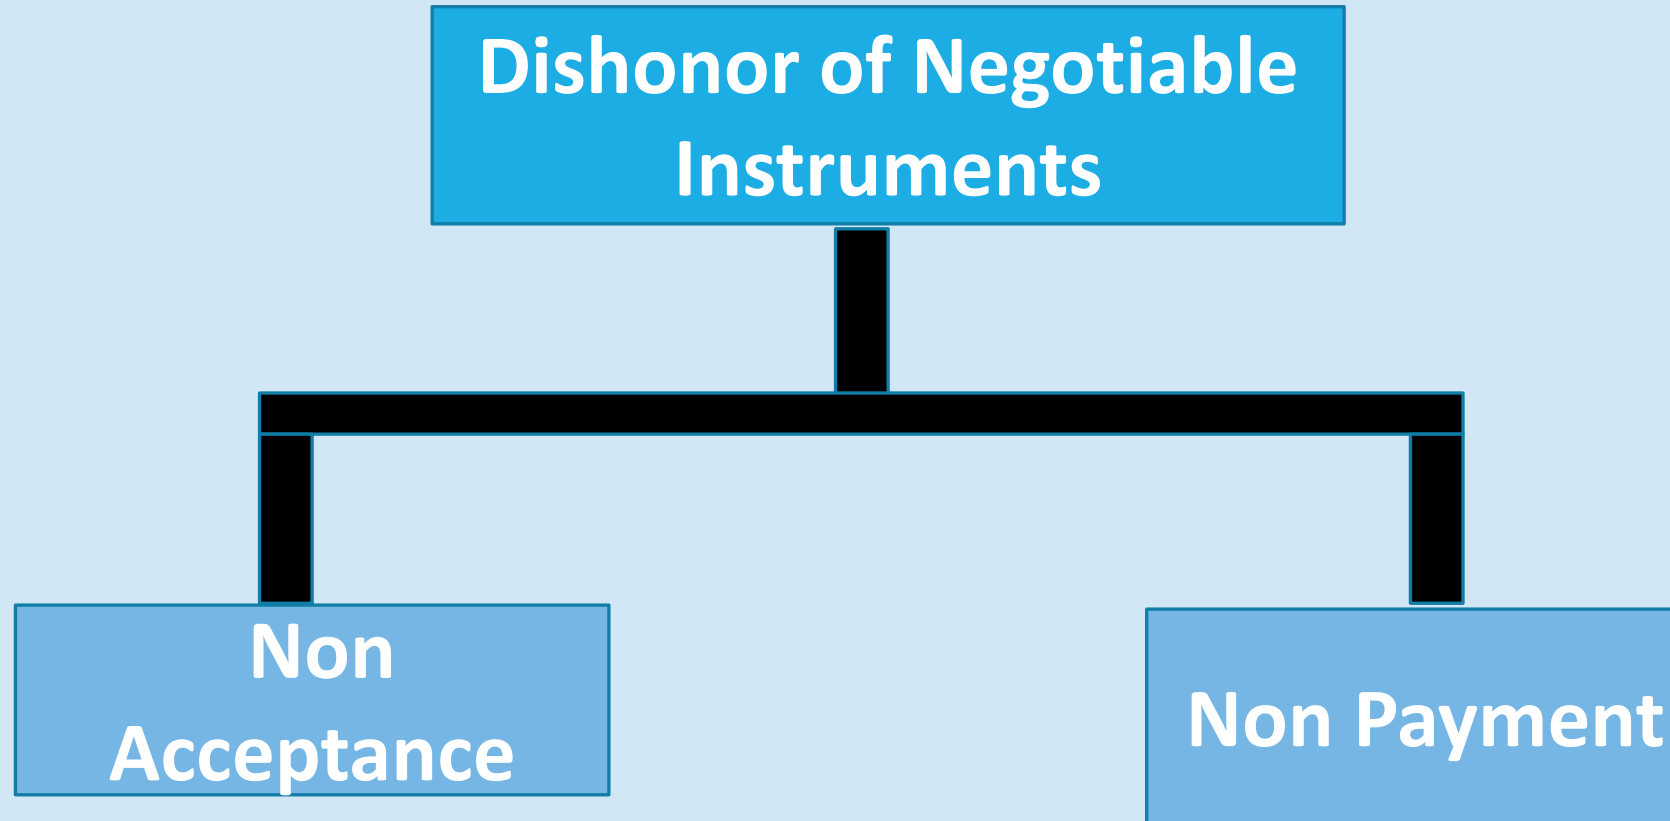 Dishonor of Negotiable
Instruments
Non
Acceptance
Non Payment